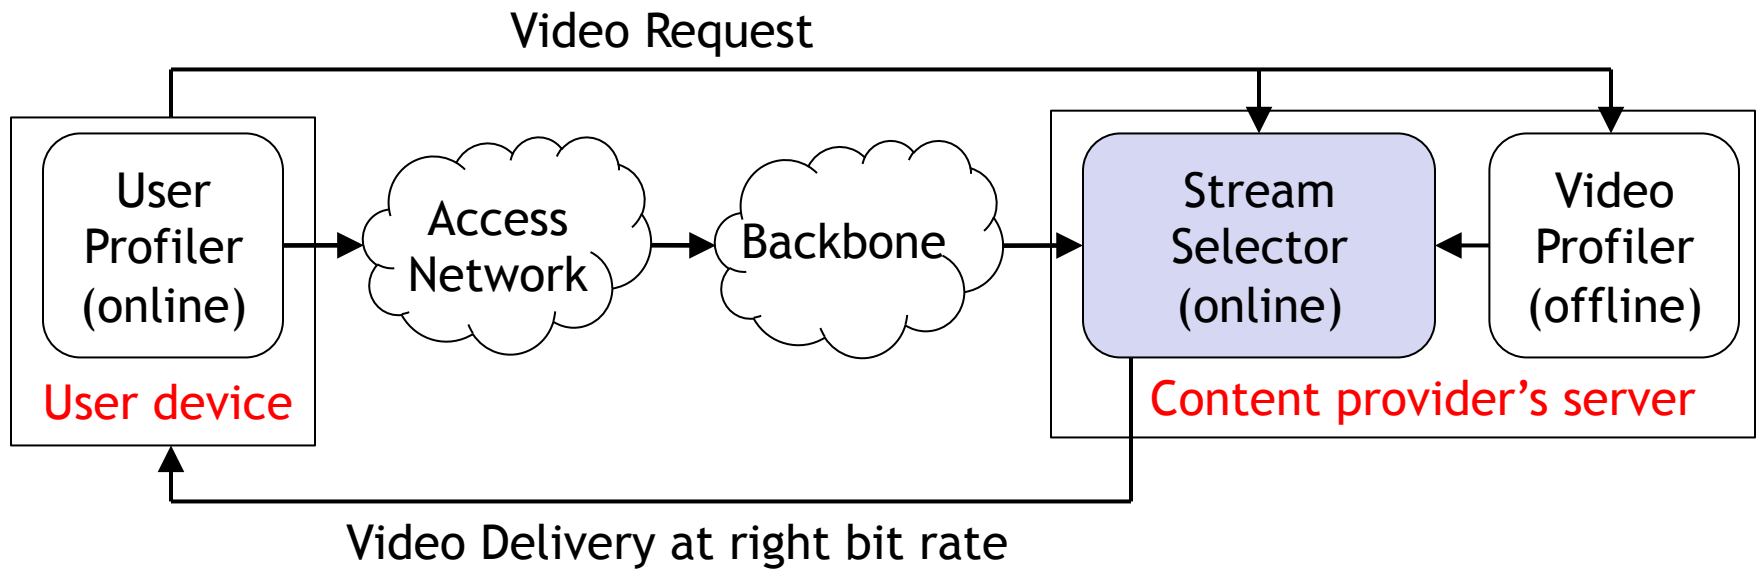 Video Request
User
Profiler
(online)
User device
Access
Network
Backbone
Stream
Selector
(online)
Video
Profiler
(offline)
Content provider’s server
Video Delivery at right bit rate